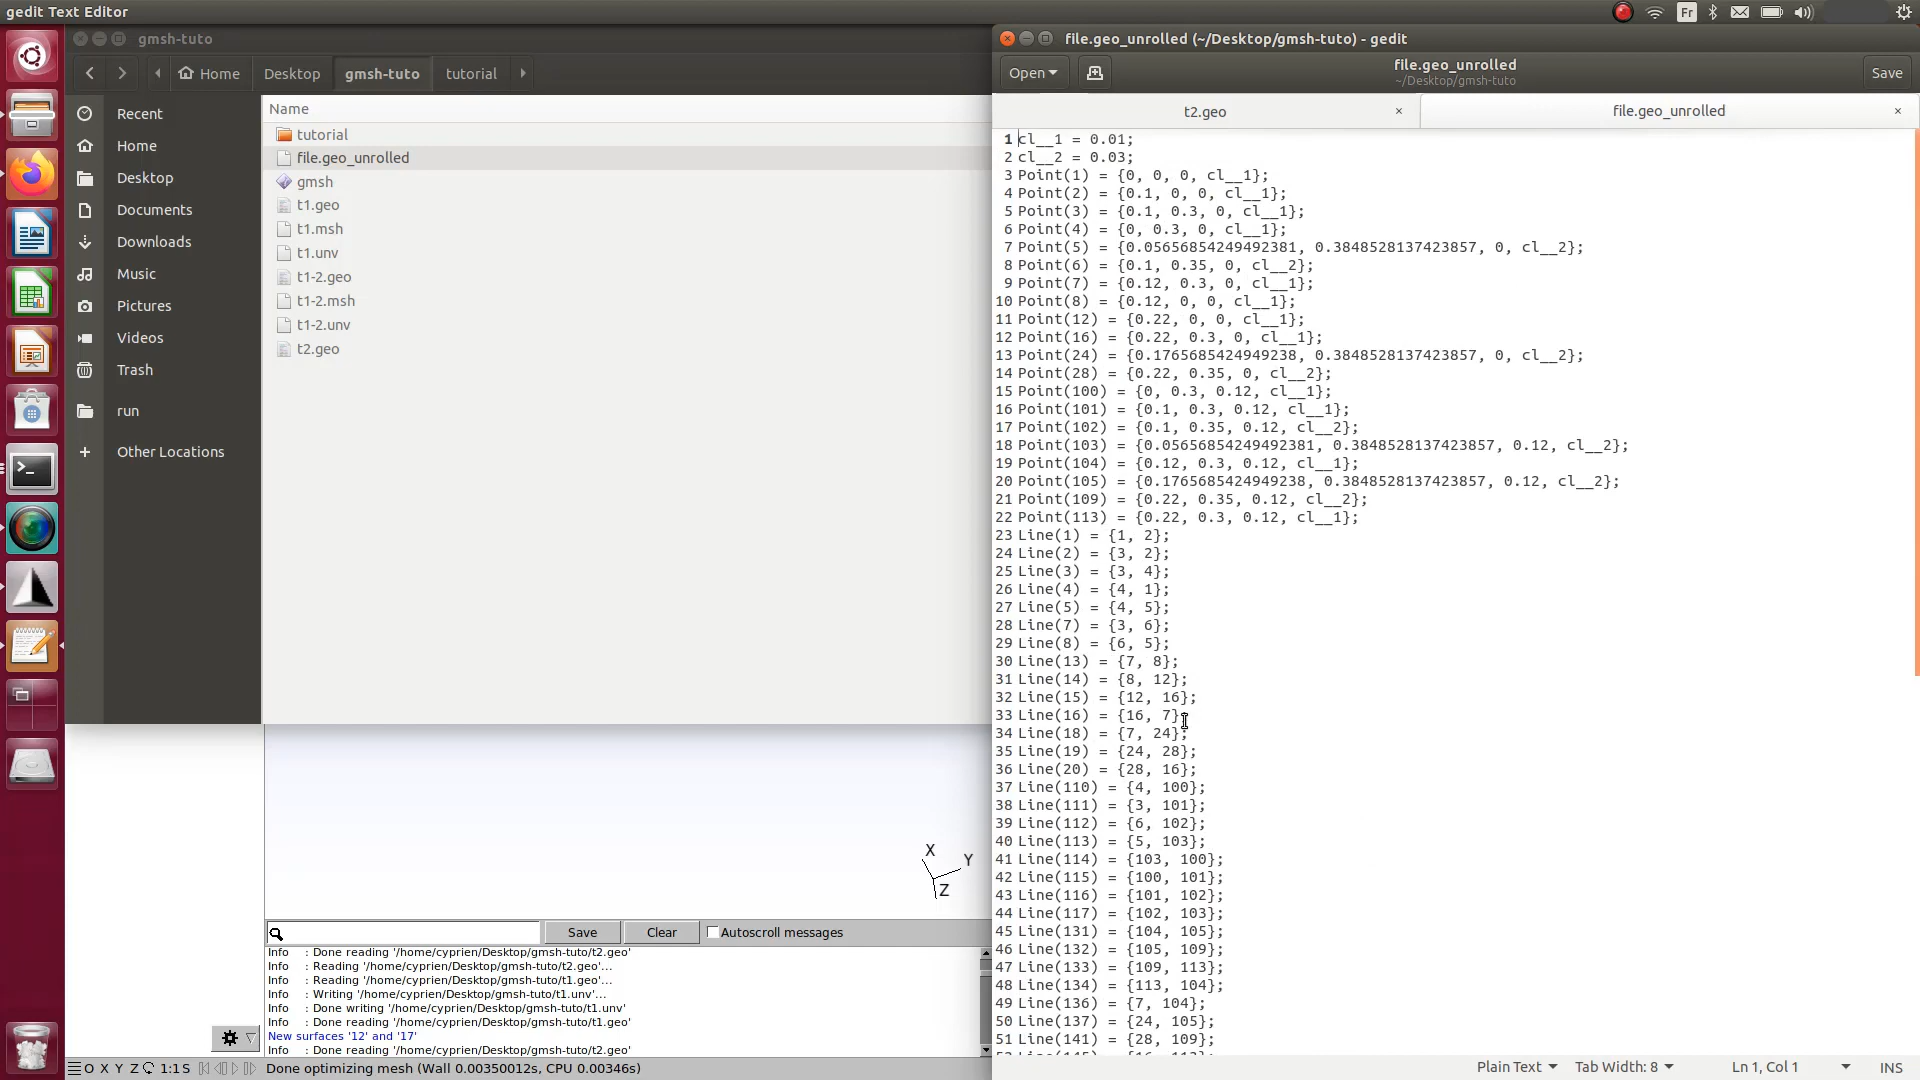 gedit Text Editor
Fr
gmsh-tuto
Home
Desktop
gmsh-tuto
tutorial
Recent
Home
Desktop
Documents
Downloads
Music
Pictures
Videos
Trash
run
Other Locations
Name
tutorial
file.geo_unrolled
gmsh
t1.geo
t1.msh
t1.unv
t1-2.geo
t1-2.msh
t1-2.unv
t2.geo
X
Y
Z
Save
Clear
Autoscroll messages
Info : Done reading '/home/cyprien/Desktop/gmsh-tuto/t2.geo'
Info : Reading '/home/cyprien/Desktop/gmsh-tuto/t2.geo'...
Info : Reading '/home/cyprien/Desktop/gmsh-tuto/t1.geo'...
Info : Writing '/home/cyprien/Desktop/gmsh-tuto/t1.unv'...
Info : Done writing '/home/cyprien/Desktop/gmsh-tuto/t1.unv'
Info : Done reading '/home/cyprien/Desktop/gmsh-tuto/t1.geo'
New surfaces '12' and '17'
Info : Done reading '/home/cyprien/Desktop/gmsh-tuto/t2.geo'
O X Y Z 1:1 S Done optimizing mesh (Wall 0.00350012s, CPU 0.00346s)
file.geo_unrolled (~/Desktop/gmsh-tuto) - gedit
Open
file.geo_unrolled
~/Desktop/gmsh-tuto
Save
t2.geo
file.geo_unrolled
1 cl__1 = 0.01;
2 cl__2 = 0.03;
3 Point(1) = {0, 0, 0, cl__1};
4 Point(2) = {0.1, 0, 0, cl__1};
5 Point(3) = {0.1, 0.3, 0, cl__1};
6 Point(4) = {0, 0.3, 0, cl__1};
7 Point(5) = {0.05656854249492381, 0.3848528137423857, 0, cl__2};
8 Point(6) = {0.1, 0.35, 0, cl__2};
9 Point(7) = {0.12, 0.3, 0, cl__1};
10 Point(8) = {0.12, 0, 0, cl__1};
11 Point(12) = {0.22, 0, 0, cl__1};
12 Point(16) = {0.22, 0.3, 0, cl__1};
13 Point(24) = {0.1765685424949238, 0.3848528137423857, 0, cl__2};
14 Point(28) = {0.22, 0.35, 0, cl__2};
15 Point(100) = {0, 0.3, 0.12, cl__1};
16 Point(101) = {0.1, 0.3, 0.12, cl__1};
17 Point(102) = {0.1, 0.35, 0.12, cl__2};
18 Point(103) = {0.05656854249492381, 0.3848528137423857, 0.12, cl__2};
19 Point(104) = {0.12, 0.3, 0.12, cl__1};
20 Point(105) = {0.1765685424949238, 0.3848528137423857, 0.12, cl__2};
21 Point(109) = {0.22, 0.35, 0.12, cl__2};
22 Point(113) = {0.22, 0.3, 0.12, cl__1};
23 Line(1) = {1, 2};
24 Line(2) = {3, 2};
25 Line(3) = {3, 4};
26 Line(4) = {4, 1};
27 Line(5) = {4, 5};
28 Line(7) = {3, 6};
29 Line(8) = {6, 5};
30 Line(13) = {7, 8};
31 Line(14) = {8, 12};
32 Line(15) = {12, 16};
33 Line(16) = {16, 7};
34 Line(18) = {7, 24};
35 Line(19) = {24, 28};
36 Line(20) = {28, 16};
37 Line(110) = {4, 100};
38 Line(111) = {3, 101};
39 Line(112) = {6, 102};
40 Line(113) = {5, 103};
41 Line(114) = {103, 100};
42 Line(115) = {100, 101};
43 Line(116) = {101, 102};
44 Line(117) = {102, 103};
45 Line(131) = {104, 105};
46 Line(132) = {105, 109};
47 Line(133) = {109, 113};
48 Line(134) = {113, 104};
49 Line(136) = {7, 104};
50 Line(137) = {24, 105};
51 Line(141) = {28, 109};
Plain Text
Tab Width: 8
Ln 1, Col 1
INS